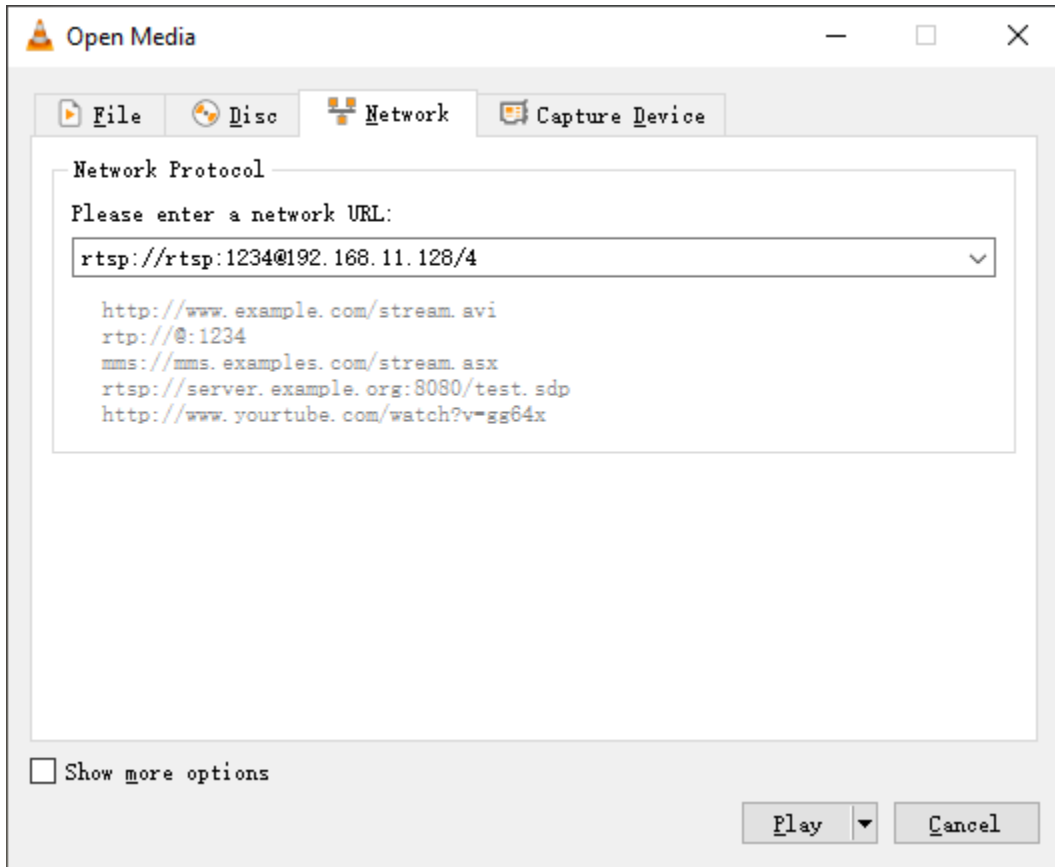 Open Media
File Disc Network Capture Device
Network Protocol
Please enter a network URL:
rtsp://rtsp:1234@192.168.11.128/4
http://www.example.com/stream.avi
rtp://@:1234
mms://mms.examples.com/stream.asx
rtsp://server.example.org:8080/test.sdp
http://www.yourtube.com/watch?v=gg64x
Show more options
Play Cancel